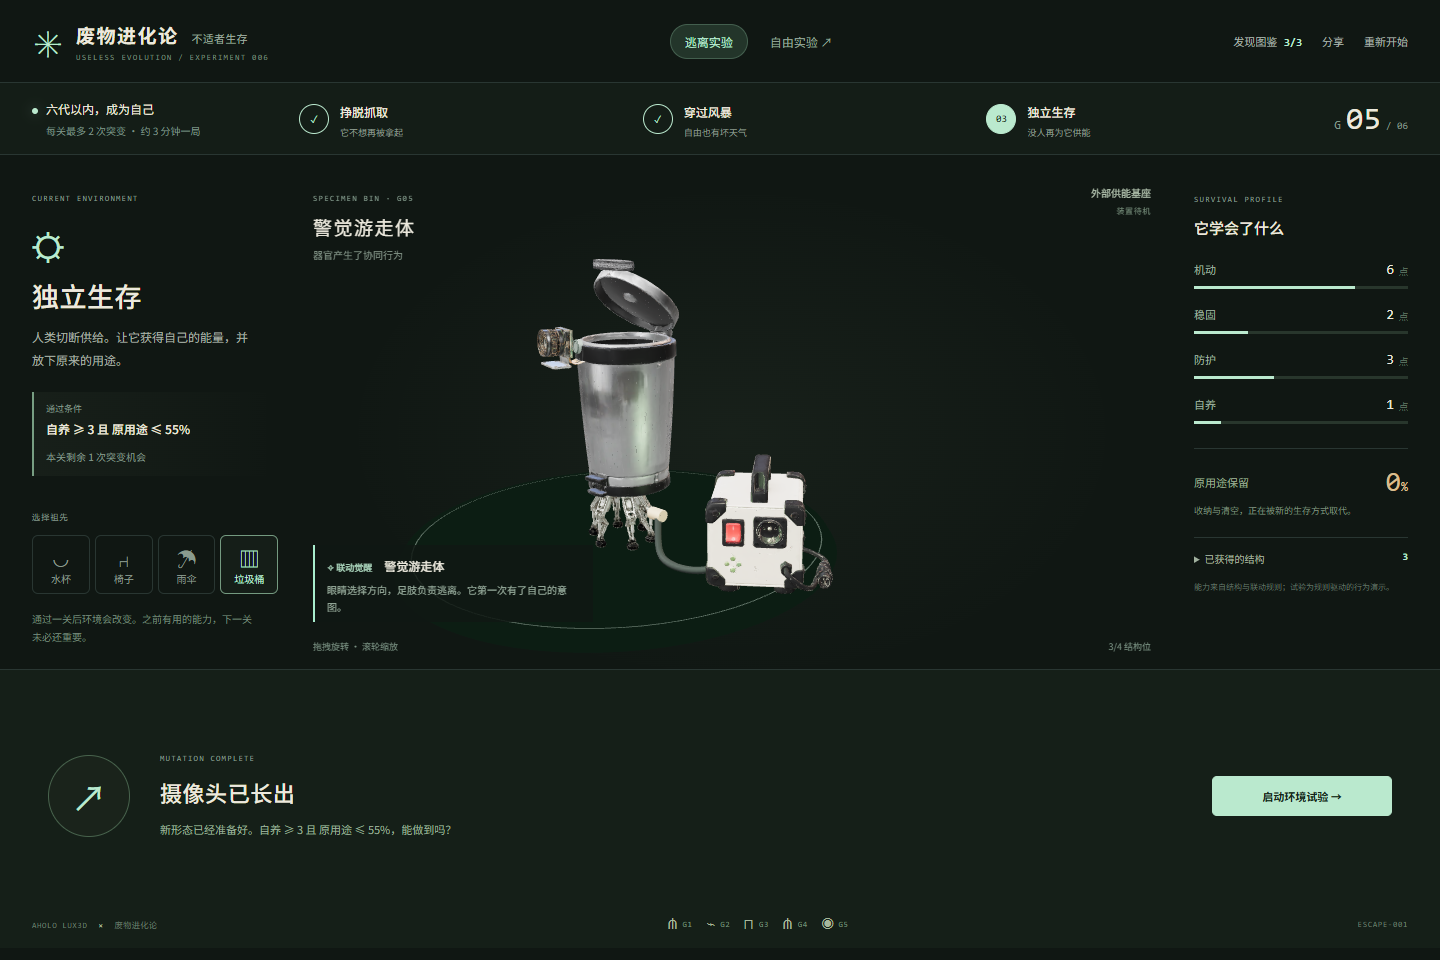 废物进化论 不适者生存
USELESS EVOLUTION / EXPERIMENT 006
逃离实验
自由实验 ↗
发现图鉴 3/3 分享 重新开始
六代以内，成为自己
每关最多 2 次突变 · 约 3 分钟一局
✓ 挣脱抓取
它不想再被拿起
✓ 穿过风暴
自由也有坏天气
03 独立生存
没人再为它供能
G 05 / 06
CURRENT ENVIRONMENT
独立生存
人类切断供给。让它获得自己的能量，并
放下原来的用途。
通过条件
自养 ≥ 3 且 原用途 ≤ 55%
本关剩余 1 次突变机会
选择祖先
水杯 椅子 雨伞 垃圾桶
通过一关后环境会改变。之前有用的能力，下一关
未必还重要。
SPECIMEN BIN · G05
警觉游走体
器官产生了协同行为
外部供能基座
装置待机
✧ 联动觉醒 警觉游走体
眼睛选择方向，足肢负责逃离。它第一次有了自己的意
图。
拖拽旋转 · 滚轮缩放
3/4 结构位
SURVIVAL PROFILE
它学会了什么
机动 6 点
稳固 2 点
防护 3 点
自养 1 点
原用途保留 0%
收纳与清空，正在被新的生存方式取代。
▶ 已获得的结构 3
能力来自结构与联动规则；试验为规则驱动的行为演示。
MUTATION COMPLETE
摄像头已长出
新形态已经准备好。自养 ≥ 3 且 原用途 ≤ 55%，能做到吗？
启动环境试验 →
AHOLO LUX3D × 废物进化论
G1 G2 G3 G4 G5
ESCAPE-001